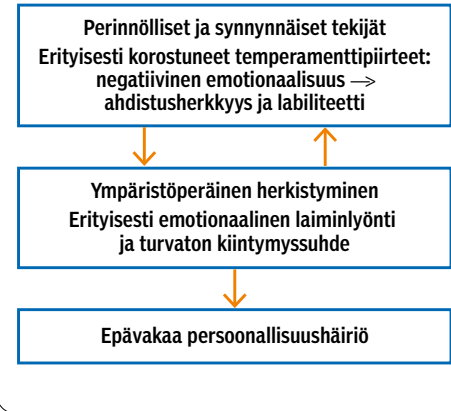 Perinnölliset ja synnynnäiset tekijät
Erityisesti korostuneet temperamenttipiirteet:
negatiivinen emotionaalisuus →
ahdistusherkkyys ja labiliteetti
Ympäristöperäinen herkistyminen
Erityisesti emotionaalinen laiminlyönti
ja turvaton kiintymyssuhde
Epävakaa persoonallisuushäiriö